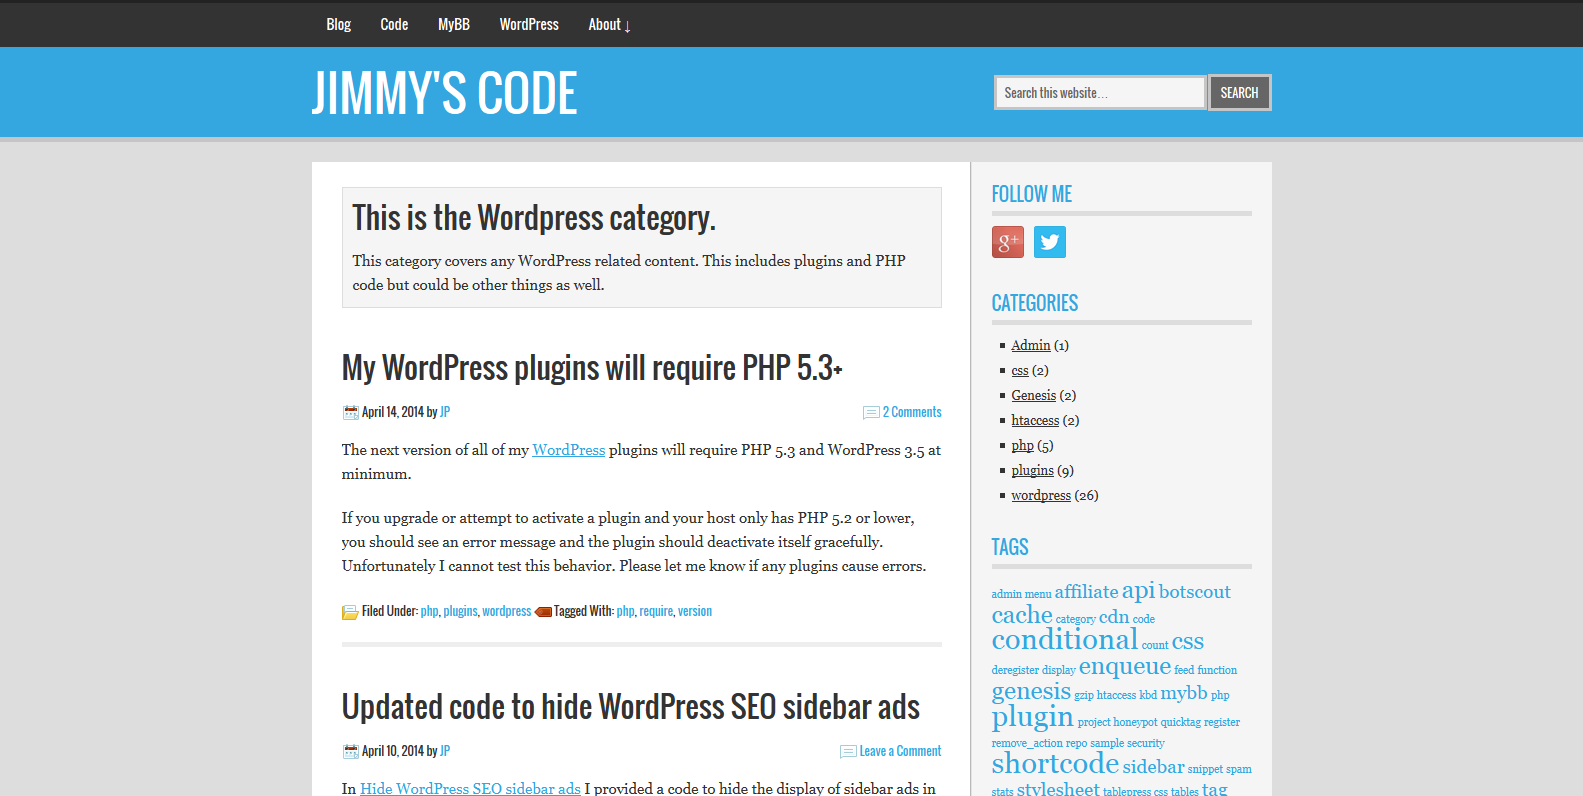 Blog Code MyBB WordPress About ↓
JIMMY'S CODE
Search this website… SEARCH
This is the Wordpress category.
This category covers any WordPress related content. This includes plugins and PHP
code but could be other things as well.
My WordPress plugins will require PHP 5.3+
April 14, 2014 by JP 2 Comments
The next version of all of my WordPress plugins will require PHP 5.3 and WordPress 3.5 at
minimum.
If you upgrade or attempt to activate a plugin and your host only has PHP 5.2 or lower,
you should see an error message and the plugin should deactivate itself gracefully.
Unfortunately I cannot test this behavior. Please let me know if any plugins cause errors.
Filed Under: php, plugins, wordpress Tagged With: php, require, version
Updated code to hide WordPress SEO sidebar ads
April 10, 2014 by JP Leave a Comment
In Hide WordPress SEO sidebar ads I provided a code to hide the display of sidebar ads in
FOLLOW ME
g+
CATEGORIES
Admin (1)
css (2)
Genesis (2)
htaccess (2)
php (5)
plugins (9)
wordpress (26)
TAGS
admin menu affiliate api botscout
cache category cdn code
conditional count css
deregister display enqueue feed function
genesis gzip htaccess kbd mybb php
plugin project honeypot quicktag register
remove_action repo sample security
shortcode sidebar snippet spam
stats stylesheet tablepress css tables tag